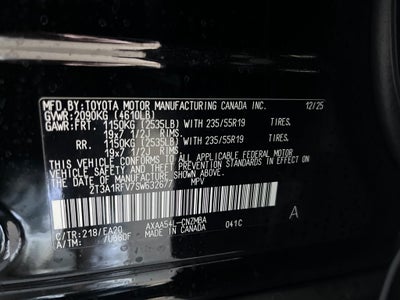 MFD.BY:TOYOTA MOTOR MANUFACTURING CANADA INC. 12/25
GVWR:2090KG (4610LB)
GAWR:FRT. 1150KG (2535LB) WITH 235/55R19 TIRES,
19x7 1/2J RIMS,
RR. 1150KG (2535LB) WITH 235/55R19 TIRES,
19x7 1/2J RIMS,
THIS VEHICLE CONFORMS TO ALL APPLICABLE FEDERAL MOTOR
VEHICLE SAFETY AND THEFT PREVENTION STANDARDS IN EFFECT
ON THE DATE OF MANUFACTURE SHOWN ABOVE.
2T3A1RFV7SW632677 MPV
A
C/TR:218/EA20 AXAA54L-CNZMBA 041C
A/TM: /UB80F MADE IN CANADA